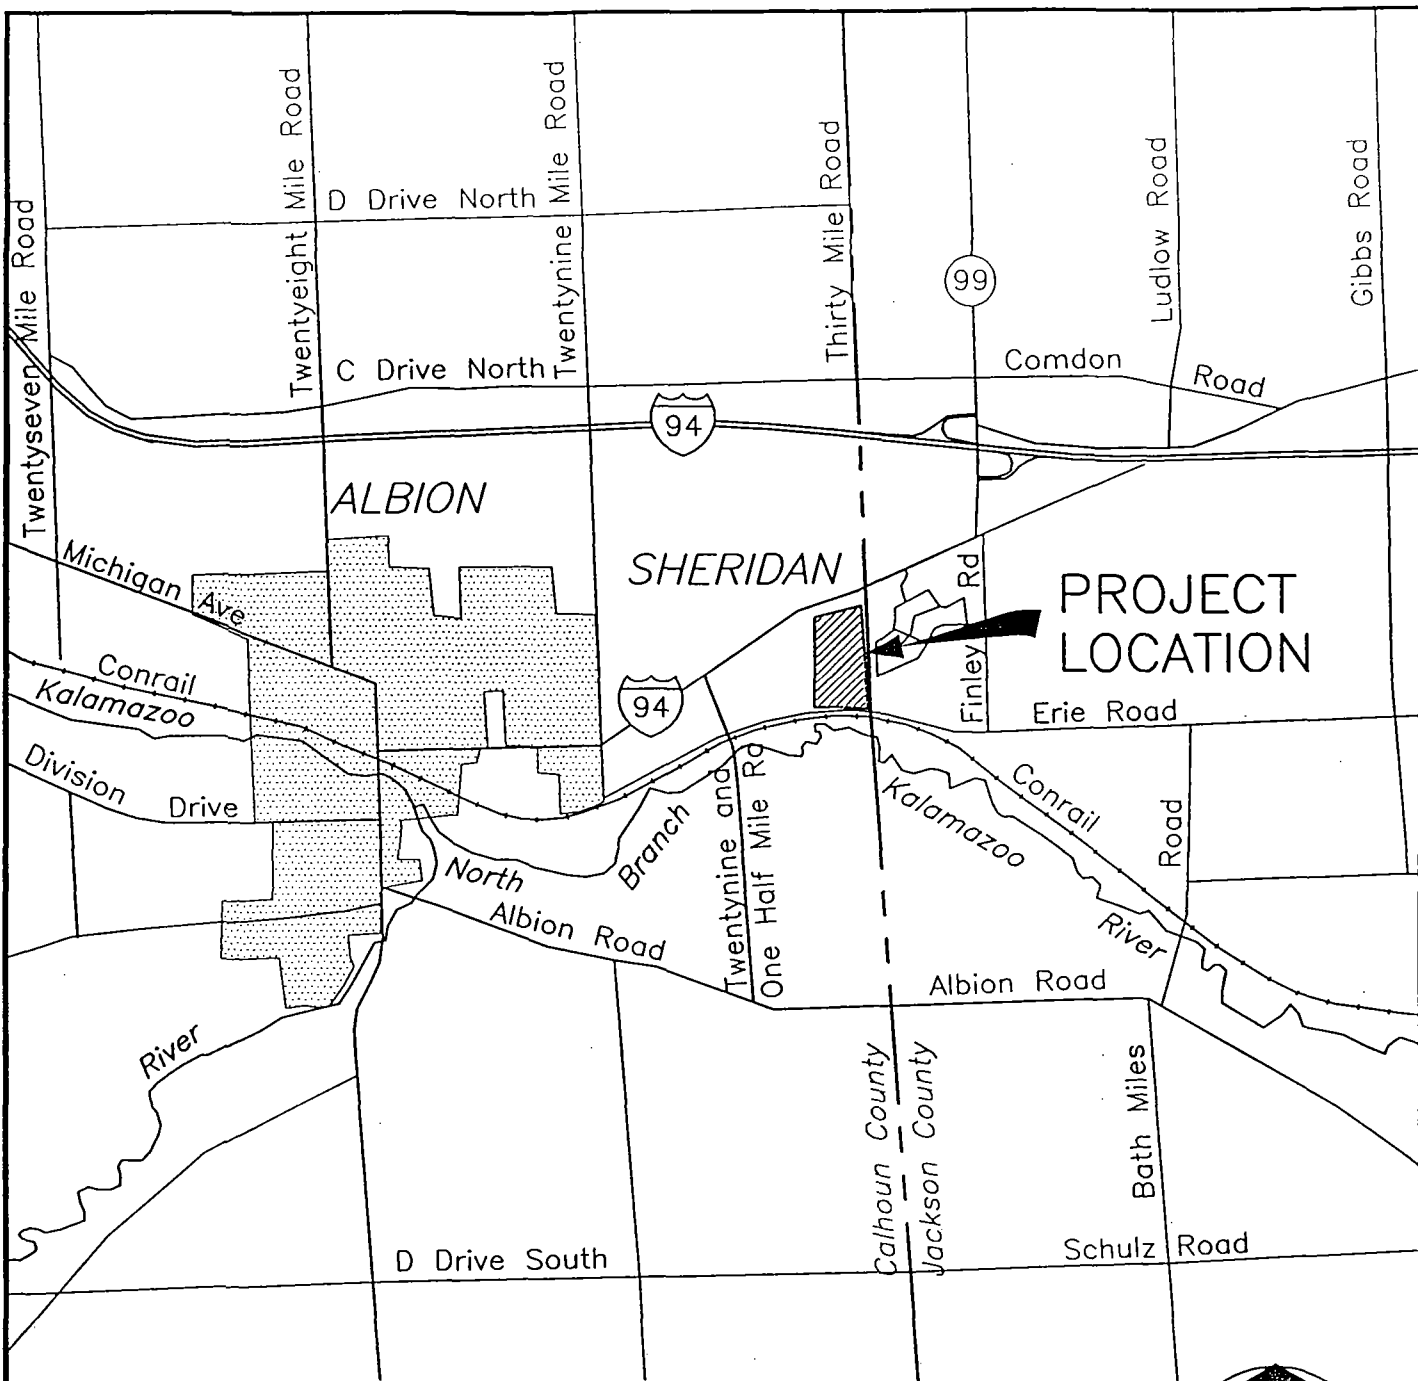 Twentyseven Mile Road
Twentyeight Mile Road
Twentynine Mile Road
Thirty Mile Road
99
Ludlow Road
Gibbs Road
D Drive North
C Drive North
Comdon Road
94
ALBION
SHERIDAN
PROJECT
LOCATION
Michigan Ave
Conrail
Kalamazoo
Division Drive
94
Finley Rd
Erie Road
Twentynine and
One Half Mile Rd
North Branch
Kalamazoo River
Conrail
Road
Albion Road
Albion Road
River
Calhoun County
Jackson County
Bath Miles
D Drive South
Schulz Road